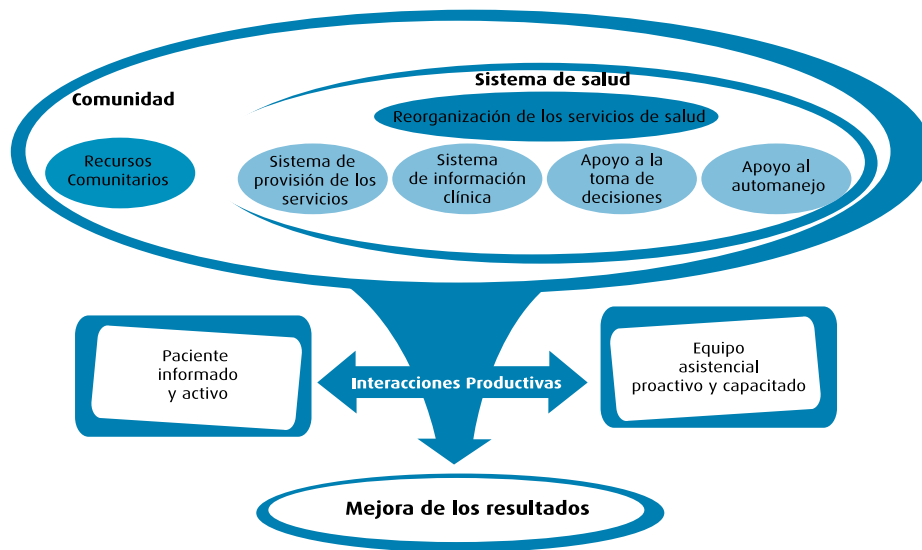 Sistema de salud
Comunidad
Reorganización de los servicios de salud
Recursos
Comunitarios
Sistema de
provisión de los
servicios
Sistema
de información
clínica
Apoyo a la
toma de
decisiones
Apoyo al
automanejo
Paciente
informado
y activo
Interacciones Productivas
Equipo
asistencial
proactivo y capacitado
Mejora de los resultados